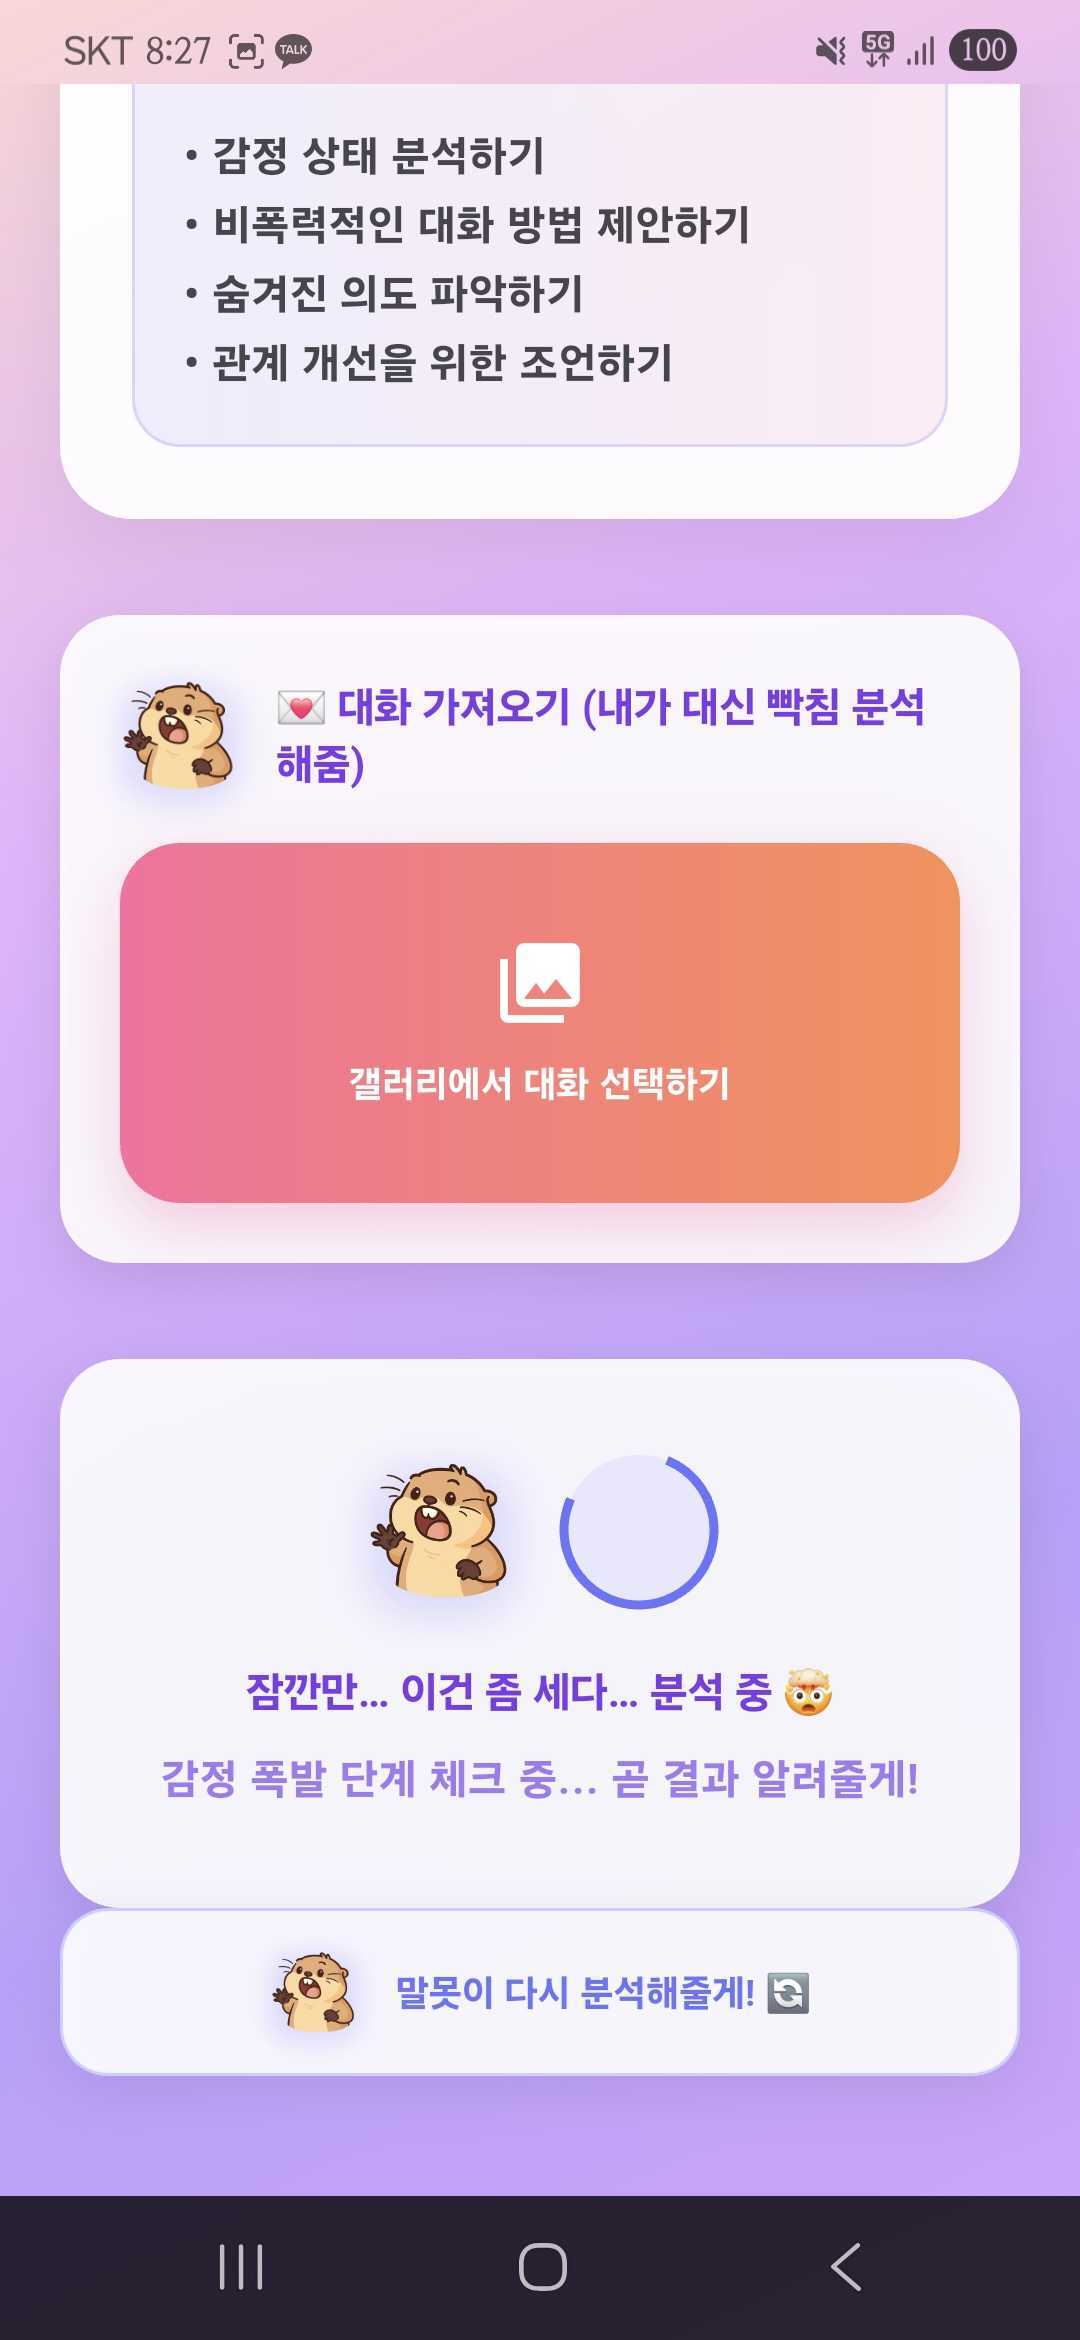 SKT 8:27 TALK 5G 100
• 감정 상태 분석하기
• 비폭력적인 대화 방법 제안하기
• 숨겨진 의도 파악하기
• 관계 개선을 위한 조언하기
💌 대화 가져오기 (내가 대신 빡침 분석
해줌)
갤러리에서 대화 선택하기
잠깐만... 이건 좀 세다... 분석 중 🤯
감정 폭발 단계 체크 중... 곧 결과 알려줄게!
말못이 다시 분석해줄게! 🔄